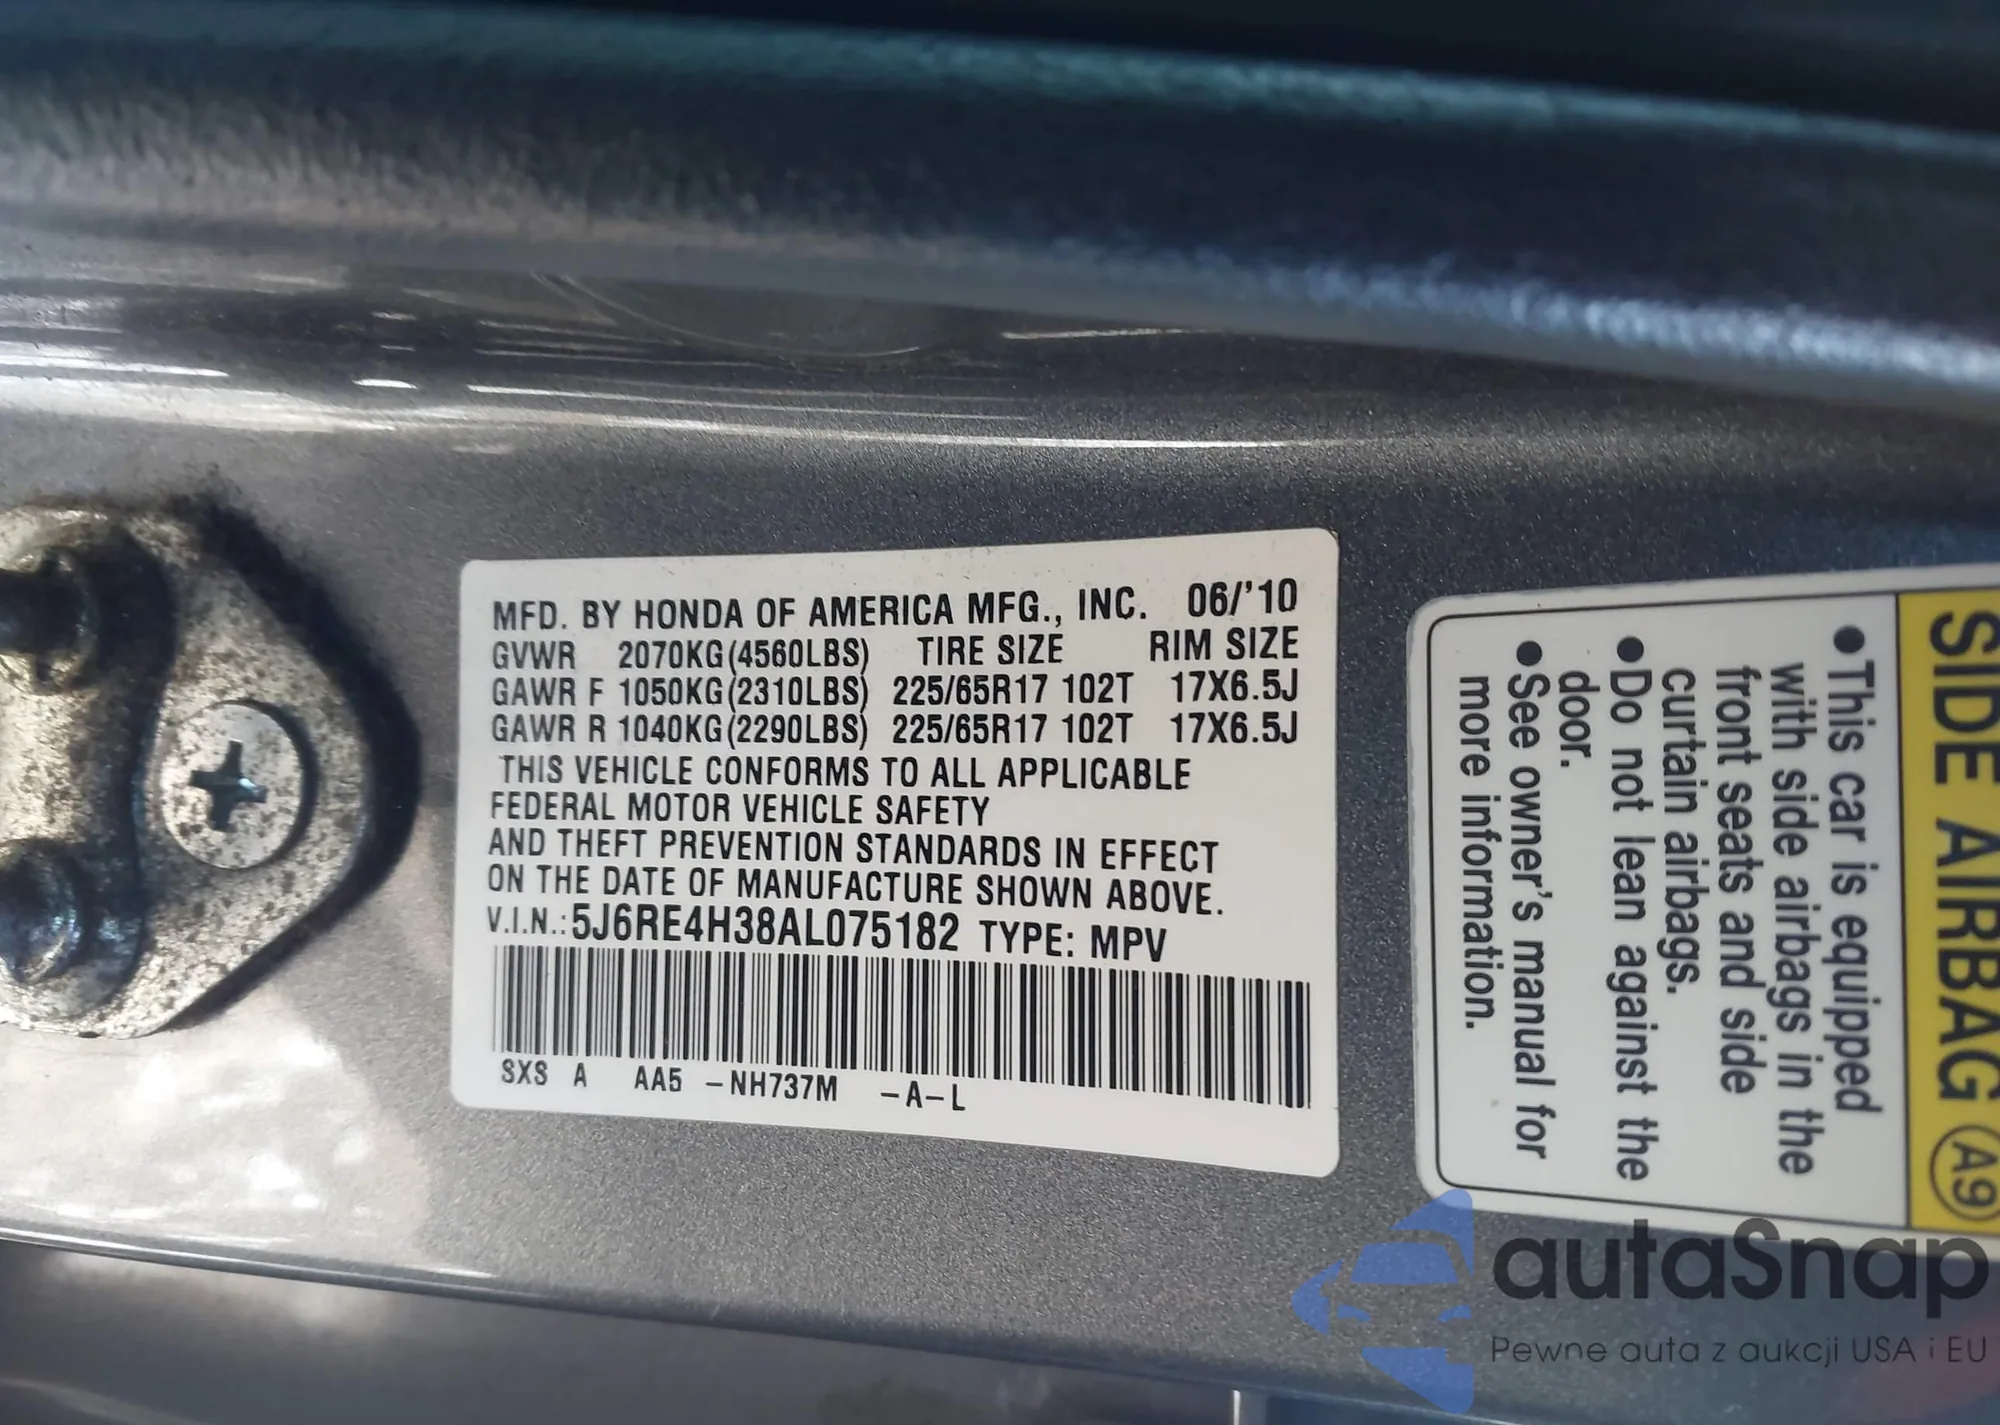 MFD. BY HONDA OF AMERICA MFG., INC. 06/'10
GVWR 2070KG(4560LBS) TIRE SIZE RIM SIZE
GAWR F 1050KG(2310LBS) 225/65R17 102T 17X6.5J
GAWR R 1040KG(2290LBS) 225/65R17 102T 17X6.5J
THIS VEHICLE CONFORMS TO ALL APPLICABLE
FEDERAL MOTOR VEHICLE SAFETY
AND THEFT PREVENTION STANDARDS IN EFFECT
ON THE DATE OF MANUFACTURE SHOWN ABOVE.
V.I.N.:5J6RE4H38AL075182 TYPE: MPV
SXS A AA5 -NH737M -A-L
SIDE AIRBAG A9
●This car is equipped
with side airbags in the
front seats and side
curtain airbags.
●Do not lean against the
door.
●See owner's manual for
more information.
autaSnap
Pewne auta z aukcji USA i EU